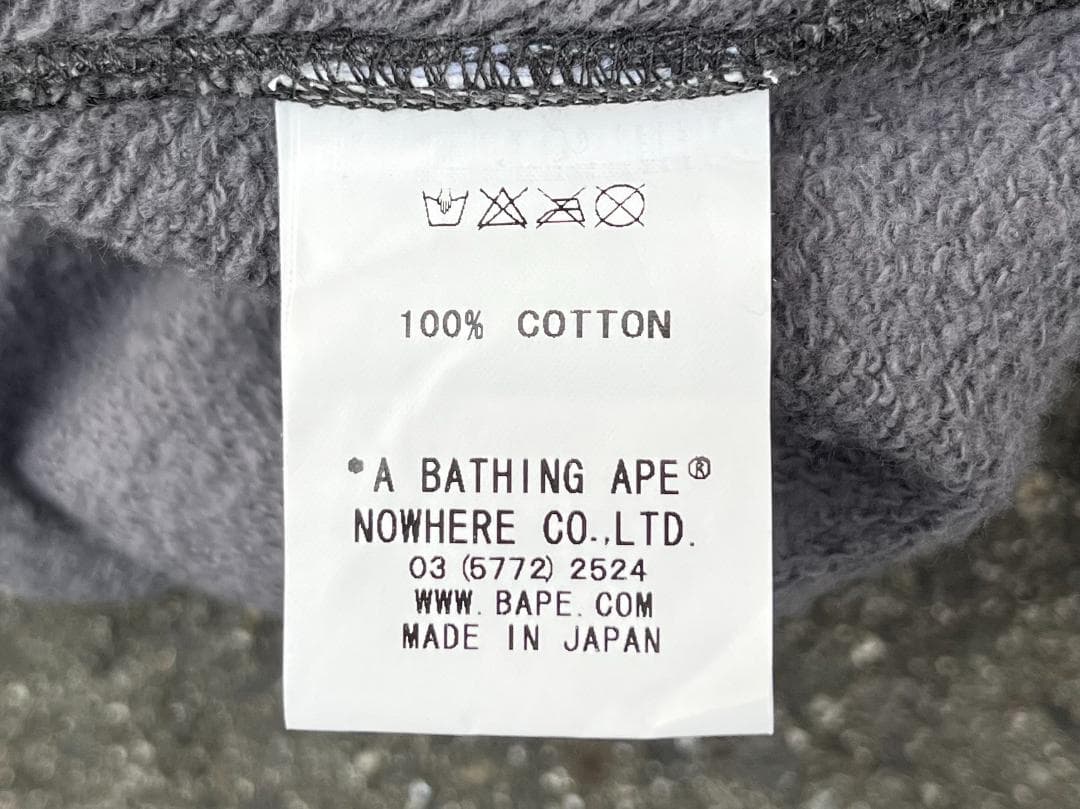 100% COTTON
*A BATHING APE®
NOWHERE CO.,LTD.
03 (5772) 2524
WWW. BAPE. COM
MADE IN JAPAN